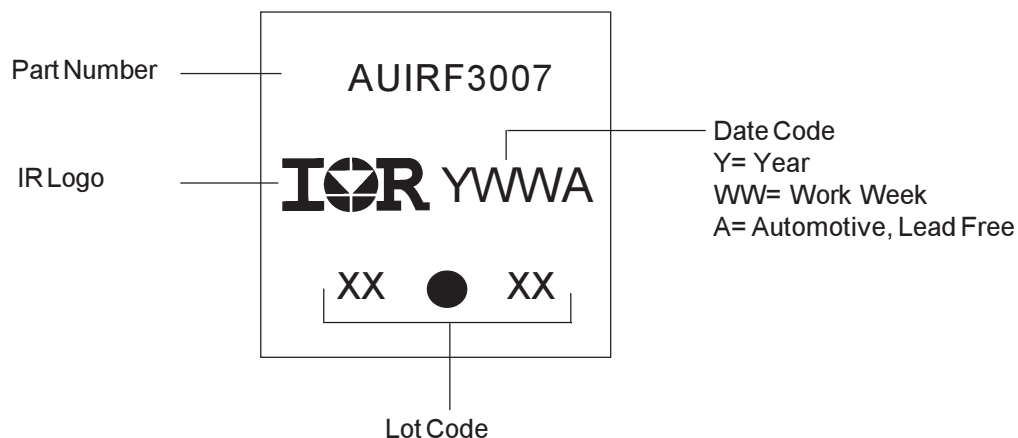 Part Number
AUIRF3007
IR Logo
IOR YWWA
Date Code
Y= Year
WW= Work Week
A= Automotive, Lead Free
XX XX
Lot Code